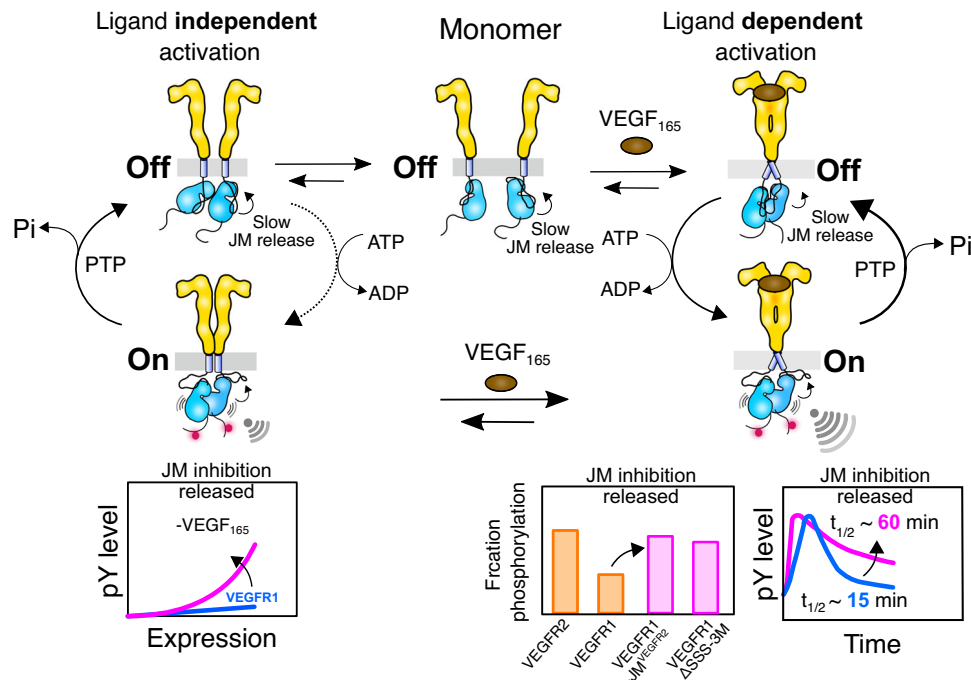 Ligand independent
activation
Monomer
Ligand dependent
activation
VEGF165
Off
Off
Off
Slow
JM release
Slow
JM release
Slow
JM release
Pi
PTP
ATP
ADP
ATP
ADP
PTP
Pi
On
VEGF165
On
JM inhibition
released
-VEGF165
VEGFR1
pY level
Expression
JM inhibition
released
Frcation
phosphorylation
VEGFR2
VEGFR1
VEGFR1
JMVEGFR2
VEGFR1
ΔSSS-3M
JM inhibition
released
t1/2 ~ 60 min
t1/2 ~ 15 min
pY level
Time